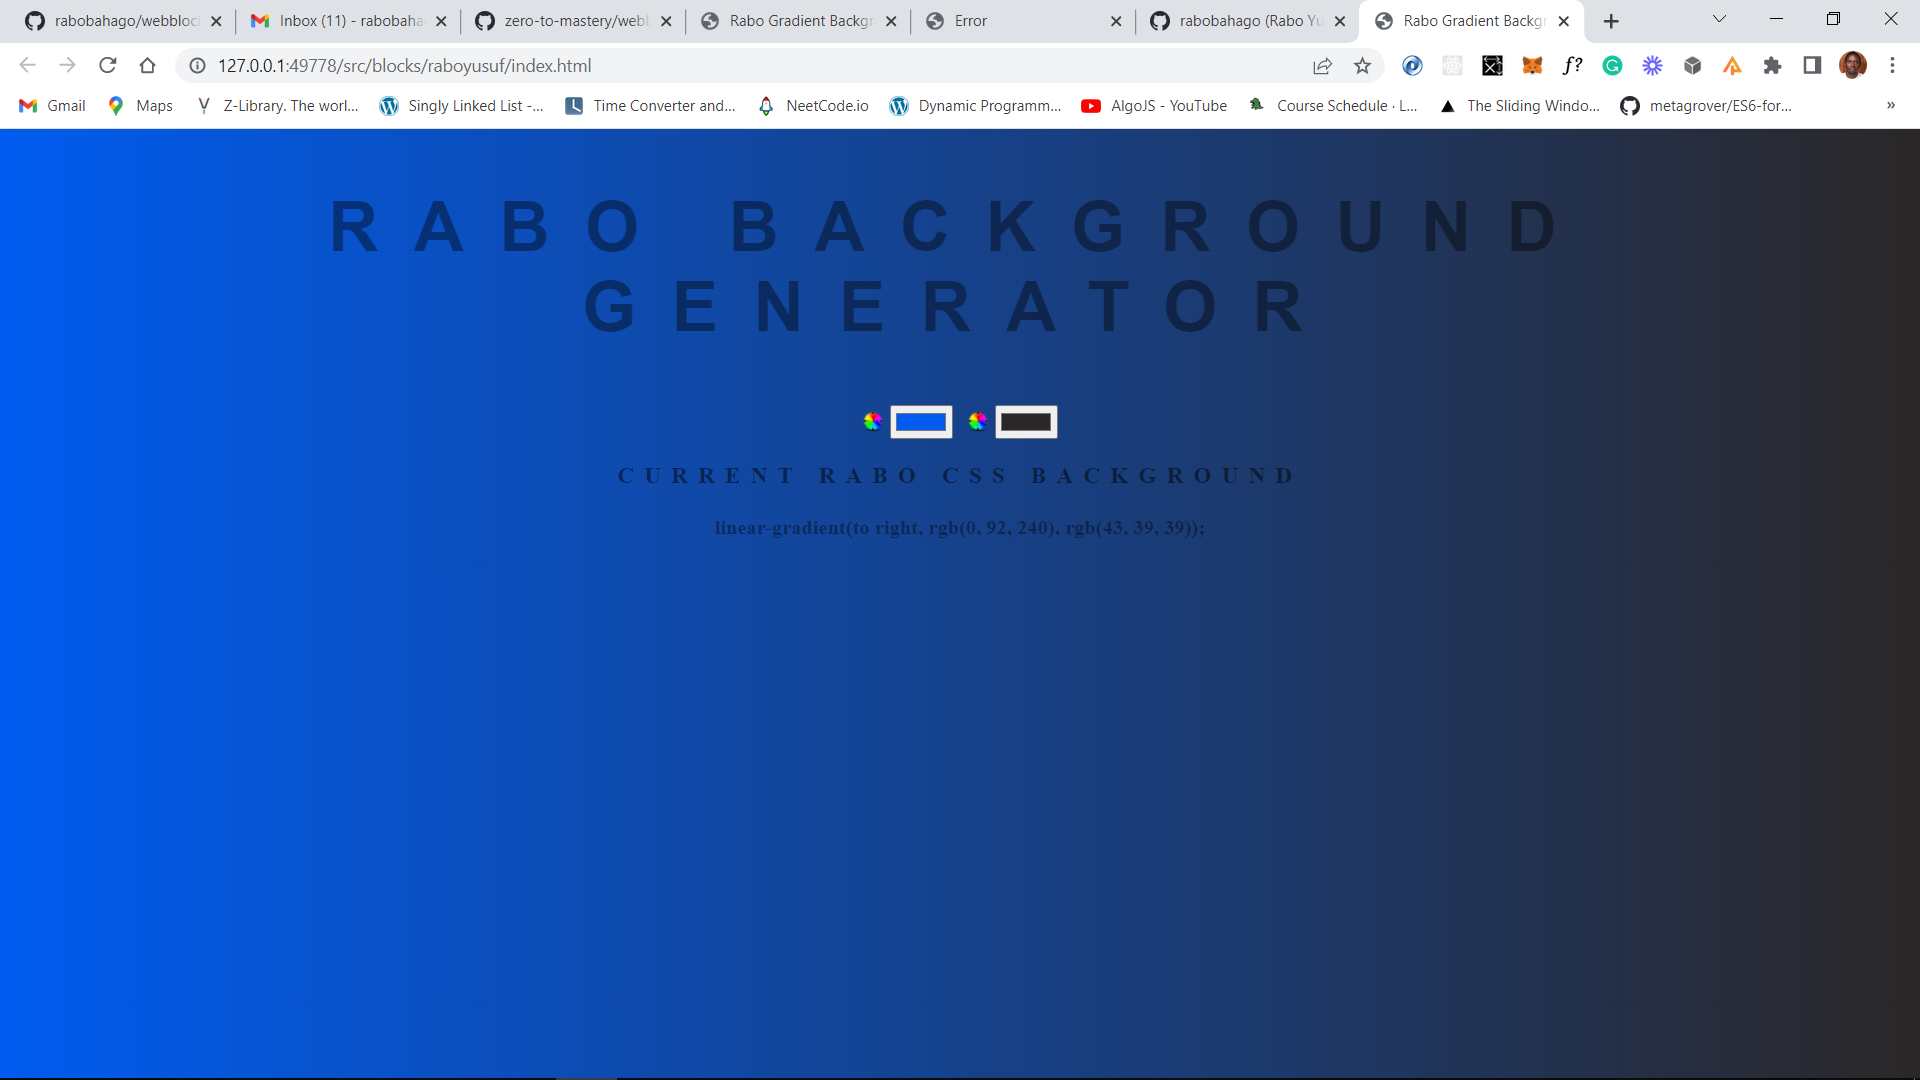 rabobahago/webbloc
Inbox (11) - rabobaha
zero-to-mastery/webb
Rabo Gradient Backgr
Error
rabobahago (Rabo Yu
Rabo Gradient Backgr
127.0.0.1:49778/src/blocks/raboyusuf/index.html
Gmail
Maps
Z-Library. The worl...
Singly Linked List -...
Time Converter and...
NeetCode.io
Dynamic Programm...
AlgoJS - YouTube
Course Schedule · L...
The Sliding Windo...
metagrover/ES6-for...
»
RABO BACKGROUND
GENERATOR
CURRENT RABO CSS BACKGROUND
linear-gradient(to right, rgb(0, 92, 240), rgb(43, 39, 39));